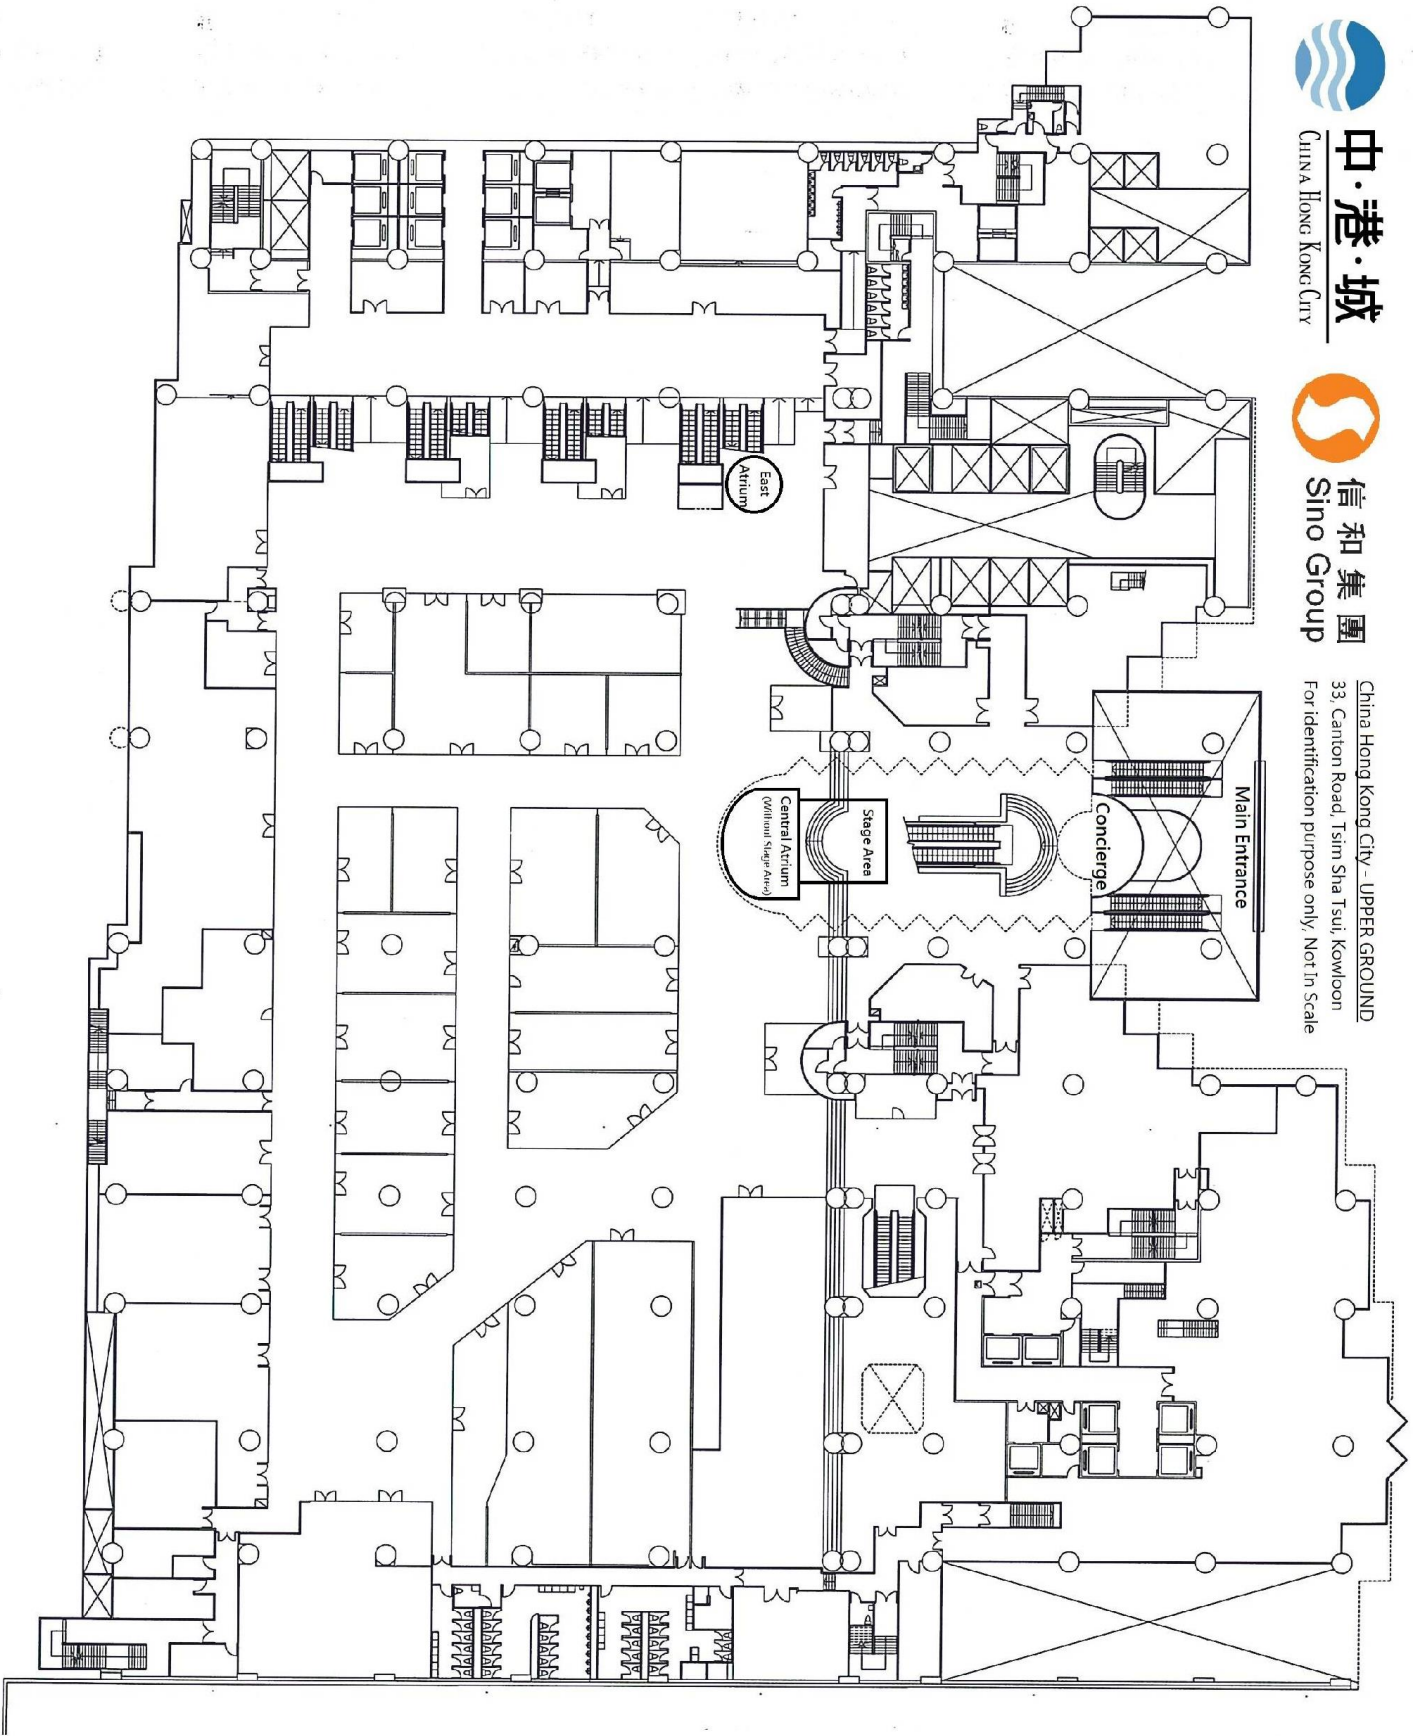 中·港·城
CHINA HONG KONG CITY
信和集團
Sino Group
China Hong Kong City - UPPER GROUND
33, Canton Road, Tsim Sha Tsui, Kowloon
For identification purpose only, Not In Scale
Main Entrance
Concierge
Stage Area
Central Atrium
(Without Stage Area)
East
Atrium